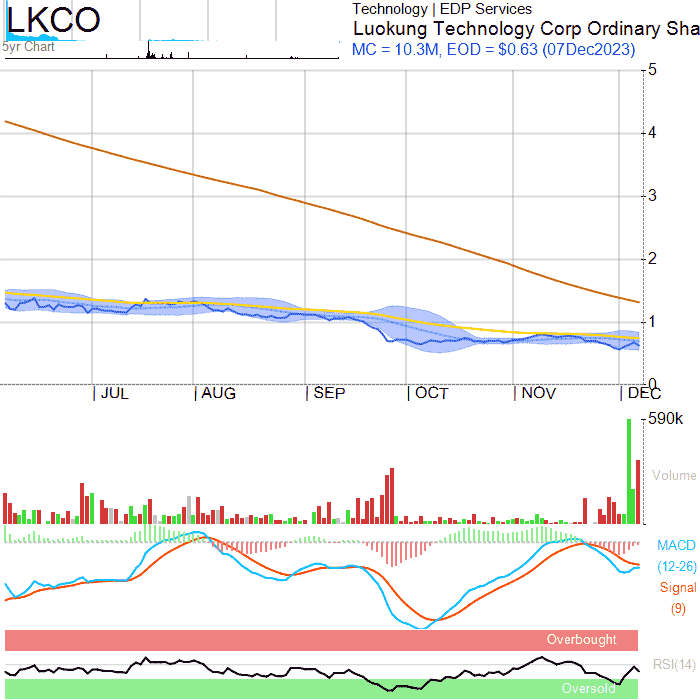 LKCO
Technology | EDP Services
Luokung Technology Corp Ordinary Sha
5yr Chart
MC = 10.3M, EOD = $0.63 (07Dec2023)
5
4
3
2
1
0
JUL AUG SEP OCT NOV DEC
590k
Volume
MACD
(12-26)
Signal
(9)
Overbought
RSI(14)
Oversold